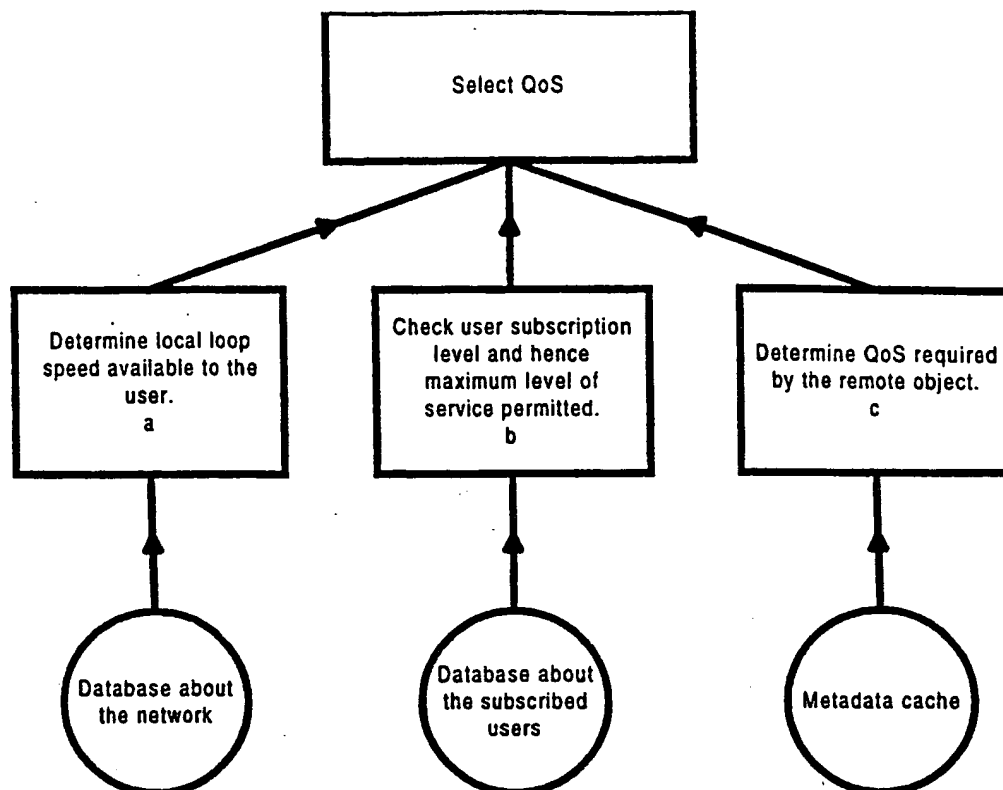 Select QoS
Determine local loop
speed available to the
user.
a
Check user subscription
level and hence
maximum level of
service permitted.
b
Determine QoS required
by the remote object.
c
Database about
the network
Database about
the subscribed
users
Metadata cache